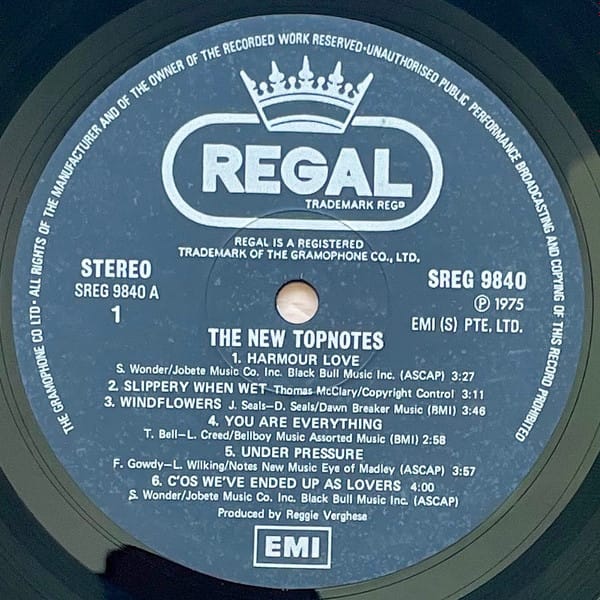 THE GRAMOPHONE CO LTD · ALL RIGHTS OF THE MANUFACTURER AND OF THE OWNER OF THE RECORDED WORK RESERVED · UNAUTHORISED PUBLIC PERFORMANCE BROADCASTING AND COPYING OF THIS RECORD PROHIBITED
REGAL
TRADEMARK REGD
REGAL IS A REGISTERED
TRADEMARK OF THE GRAMOPHONE CO., LTD.
STEREO
SREG 9840 A
1
SREG 9840
Ⓟ 1975
EMI (S) PTE. LTD.
THE NEW TOPNOTES
1. HARMOUR LOVE
S. Wonder/Jobete Music Co. Inc. Black Bull Music Inc. (ASCAP) 3:27
2. SLIPPERY WHEN WET Thomas McClary/Copyright Control 3:11
3. WINDFLOWERS J. Seals-D. Seals/Dawn Breaker Music (BMI) 3:46
4. YOU ARE EVERYTHING
T. Bell-L. Creed/Bellboy Music Assorted Music (BMI) 2:58
5. UNDER PRESSURE
F. Gowdy-L. Wilking/Notes New Music Eye of Madley (ASCAP) 3:57
6. C'OS WE'VE ENDED UP AS LOVERS 4:00
S. Wonder/Jobete Music Co. Inc. Black Bull Music Inc. (ASCAP)
Produced by Reggie Verghese
EMI